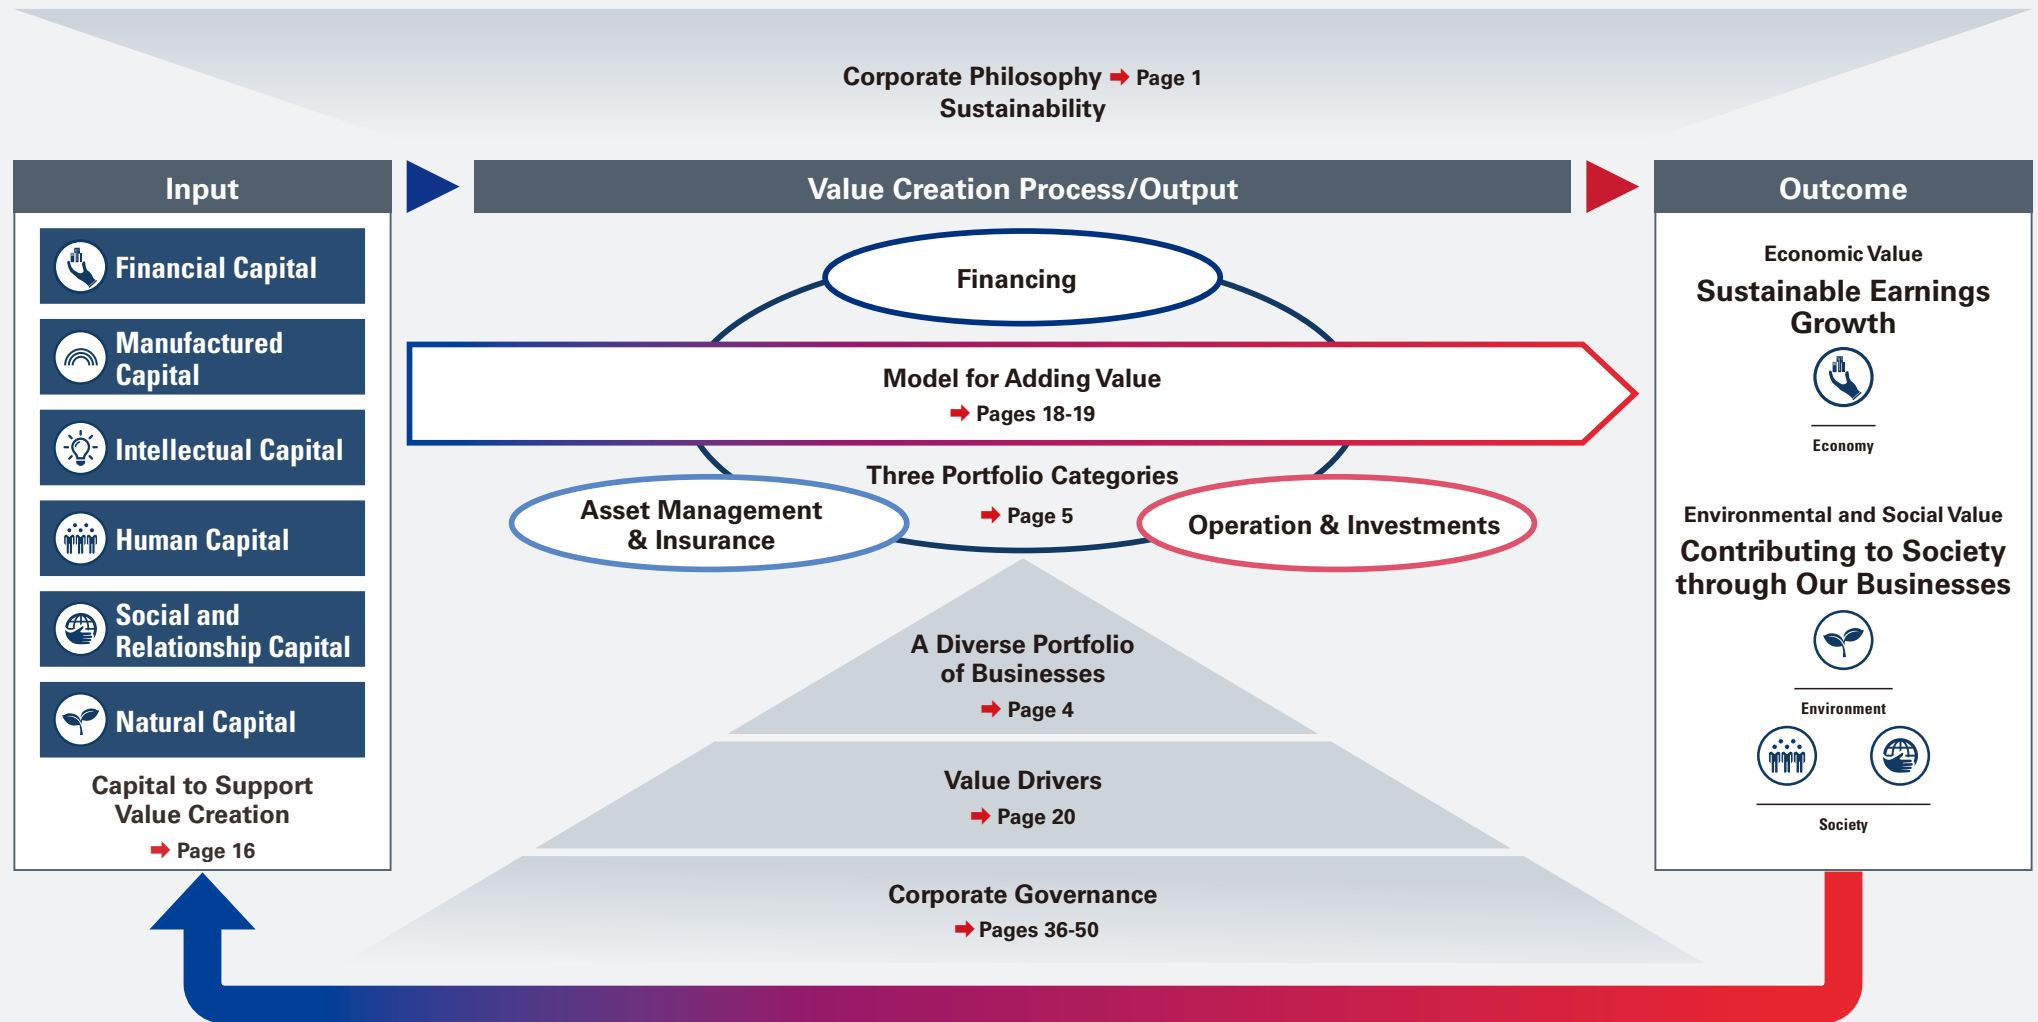 Corporate Philosophy ➡ Page 1
Sustainability
Input
Financial Capital
Manufactured
Capital
Intellectual Capital
Human Capital
Social and
Relationship Capital
Natural Capital
Capital to Support
Value Creation
➡ Page 16
Value Creation Process/Output
Financing
Model for Adding Value
➡ Pages 18-19
Three Portfolio Categories
➡ Page 5
Asset Management
& Insurance
Operation & Investments
A Diverse Portfolio
of Businesses
➡ Page 4
Value Drivers
➡ Page 20
Corporate Governance
➡ Pages 36-50
Outcome
Economic Value
Sustainable Earnings
Growth
Economy
Environmental and Social Value
Contributing to Society
through Our Businesses
Environment
Society